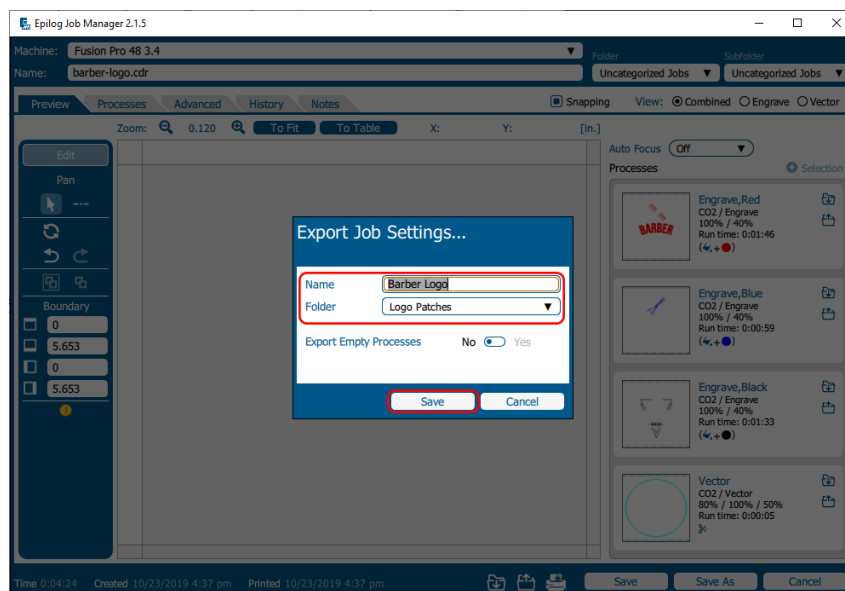 Epilog Job Manager 2.1.5
Machine: Fusion Pro 48 3.4
Folder Subfolder
Name: barber-logo.cdr Uncategorized Jobs Uncategorized Jobs
Preview Processes Advanced History Notes Snapping View: Combined Engrave Vector
Zoom: 0.120 To Fit To Table X: Y: [in.]
Edit
Pan
Boundary
0
5.653
0
5.653
Export Job Settings...
Name Barber Logo
Folder Logo Patches
Export Empty Processes No Yes
Save Cancel
Auto Focus Off
Processes Selection
BARBER
Engrave,Red
CO2 / Engrave
100% / 40%
Run time: 0:01:46
(+)
Engrave,Blue
CO2 / Engrave
100% / 40%
Run time: 0:00:59
(+)
Engrave,Black
CO2 / Engrave
100% / 40%
Run time: 0:01:33
(+)
Vector
CO2 / Vector
80% / 100% / 50%
Run time: 0:00:05
Time 0:04:24 Created 10/23/2019 4:37 pm Printed 10/23/2019 4:37 pm Save Save As Cancel